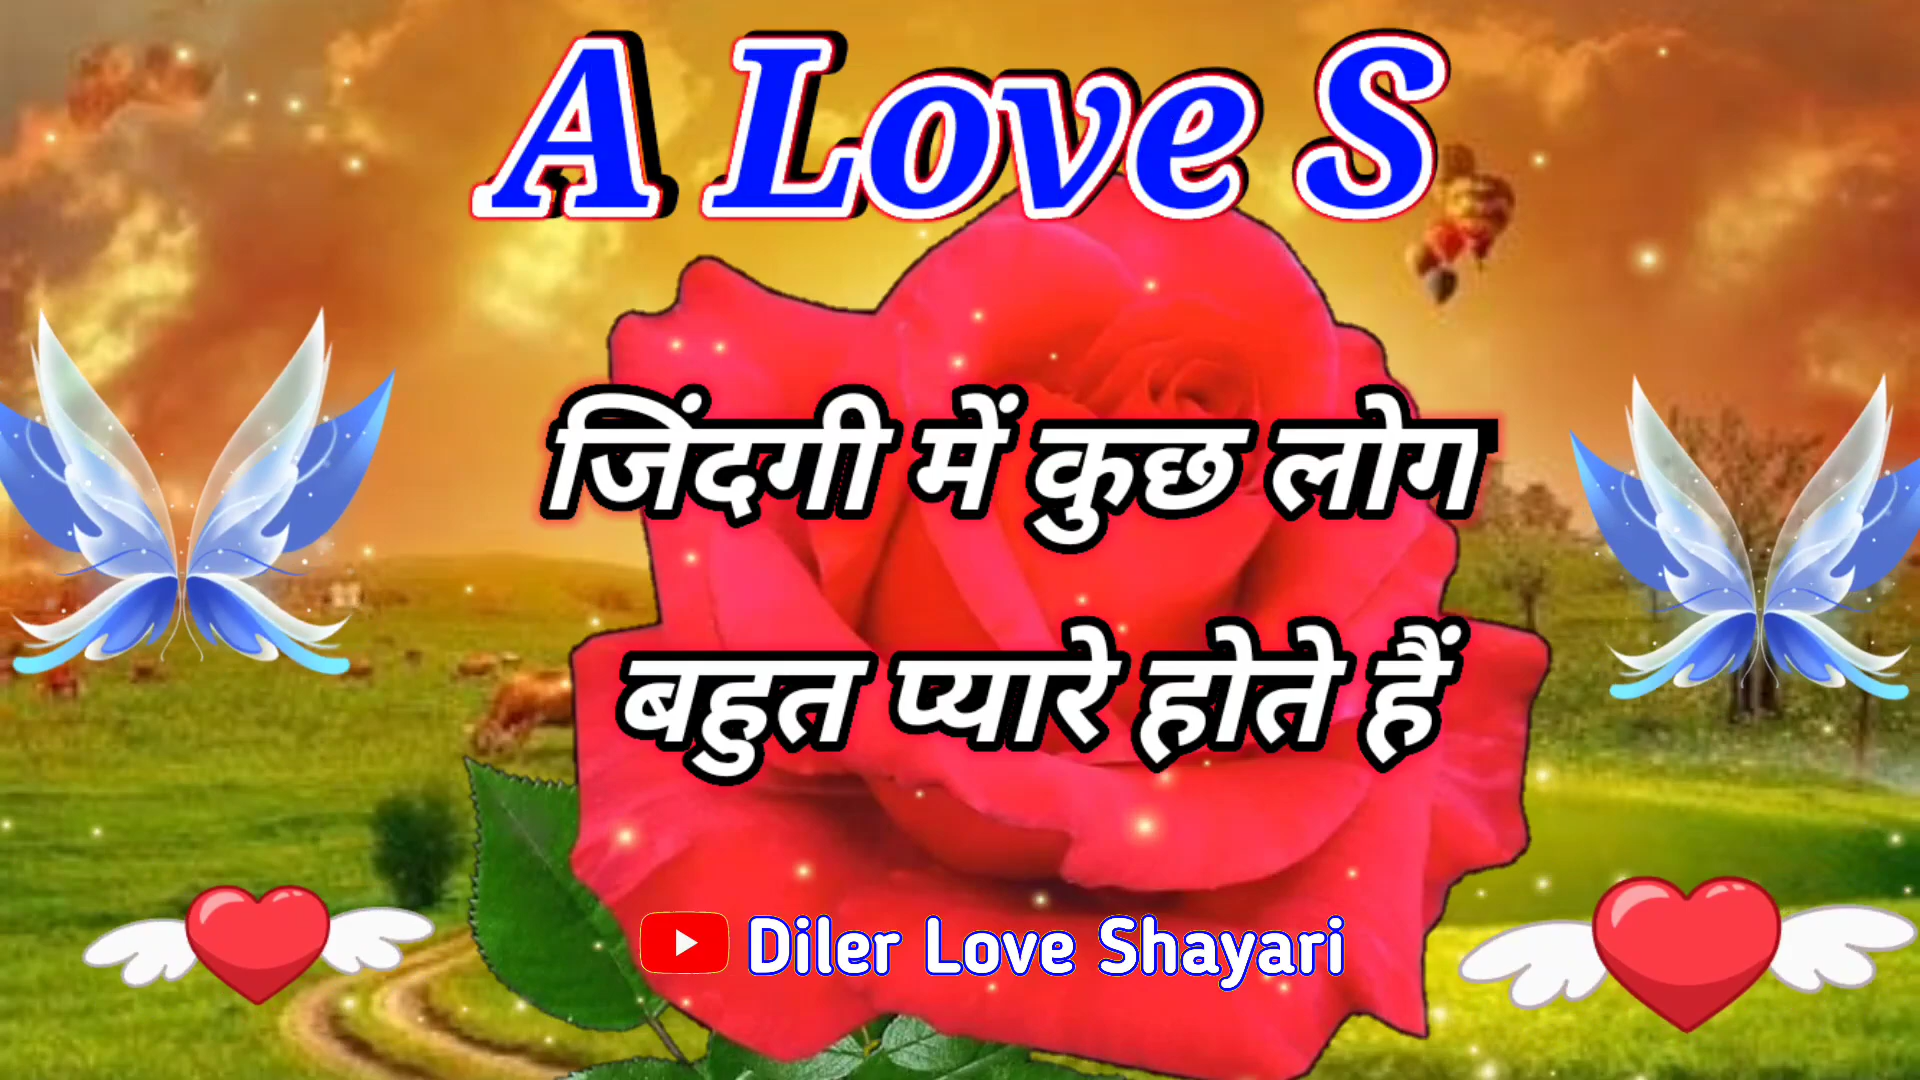 A Love S
जिंदगी में कुछ लोग
बहुत प्यारे होते हैं
Diler Love Shayari